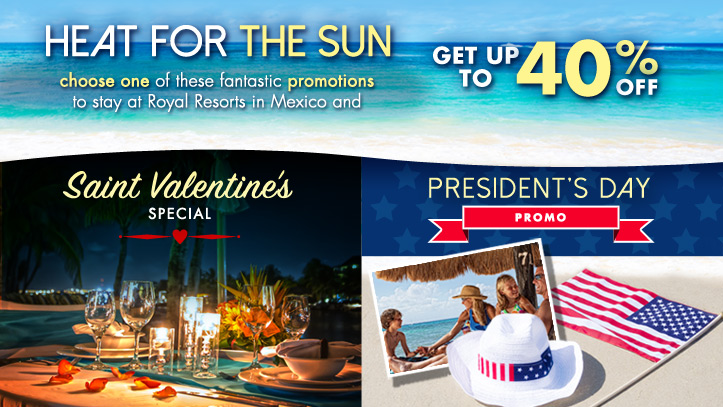 HEAT FOR THE SUN
choose one of these fantastic promotions
to stay at Royal Resorts in Mexico and
GET UP
TO
40%
OFF
Saint Valentine's
SPECIAL
PRESIDENT'S DAY
PROMO
7